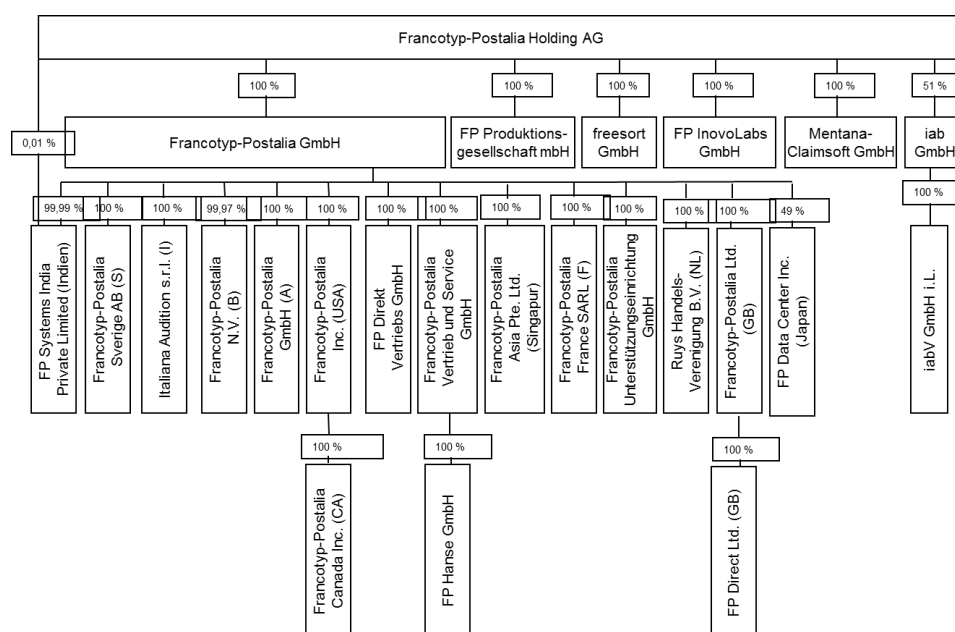 Francotyp-Postalia Holding AG
100 %
100 %
100 %
100 %
100 %
51 %
0,01 %
Francotyp-Postalia GmbH
FP Produktions-
gesellschaft mbH
freesort
GmbH
FP InovoLabs
GmbH
Mentana-
Claimsoft GmbH
iab
GmbH
100 %
99,99 %
100 %
100 %
99,97 %
100 %
100 %
100 %
100 %
100 %
100 %
100 %
100 %
100 %
49 %
FP Systems India
Private Limited (Indien)
Francotyp-Postalia
Sverige AB (S)
Italiana Audition s.r.l. (I)
Francotyp-Postalia
N.V. (B)
Francotyp-Postalia
GmbH (A)
Francotyp-Postalia
Inc. (USA)
FP Direkt
Vertriebs GmbH
Francotyp-Postalia
Vertrieb und Service
GmbH
Francotyp-Postalia
Asia Pte. Ltd.
(Singapur)
Francotyp-Postalia
France SARL (F)
Francotyp-Postalia
Unterstützungseinrichtung
GmbH
Ruys Handels-
Verenigung B.V. (NL)
Francotyp-Postalia Ltd.
(GB)
FP Data Center Inc.
(Japan)
iabV GmbH i.L.
100 %
100 %
100 %
Francotyp-Postalia
Canada Inc. (CA)
FP Hanse GmbH
FP Direct Ltd. (GB)